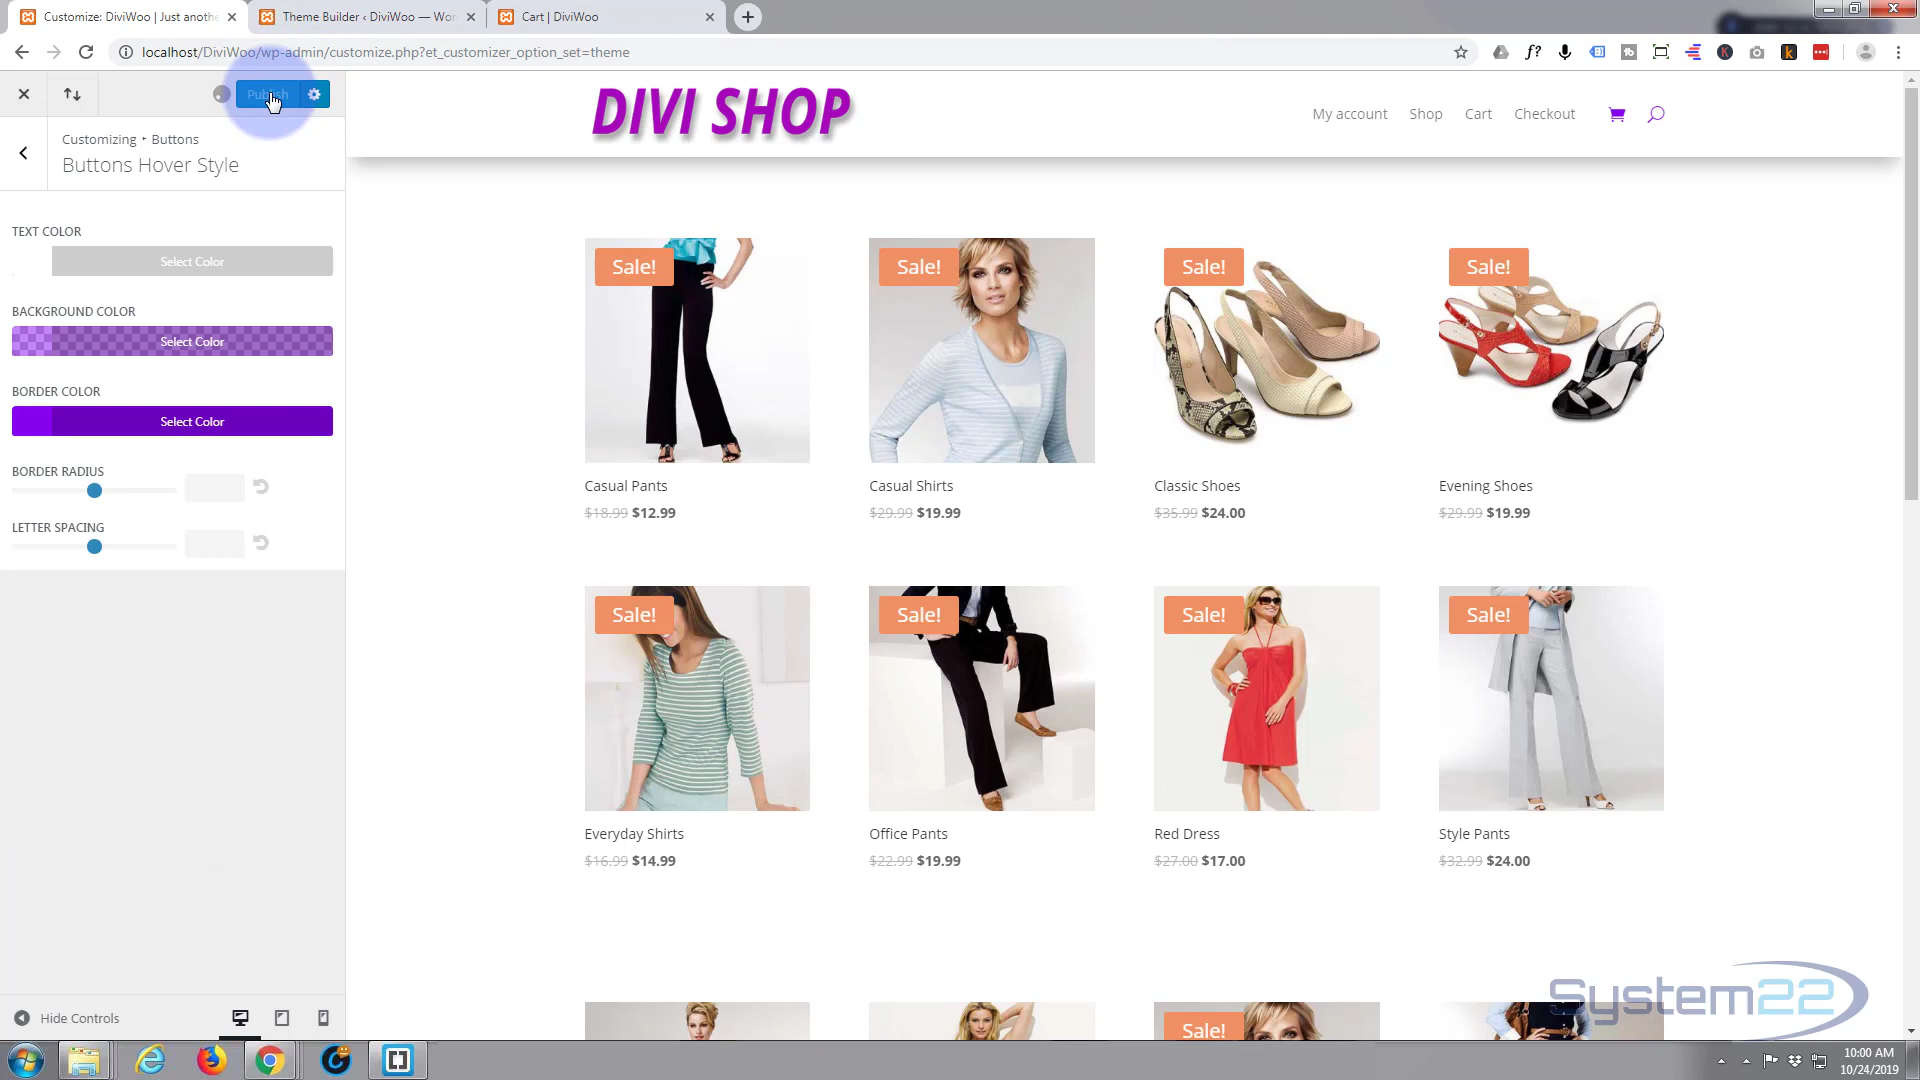 Customize: DiviWoo | Just anoth
Theme Builder ‹ DiviWoo — Wor
Cart | DiviWoo
localhost/DiviWoo/wp-admin/customize.php?et_customizer_option_set=theme
Publish
Customizing ▸ Buttons
Buttons Hover Style
TEXT COLOR
Select Color
BACKGROUND COLOR
Select Color
BORDER COLOR
Select Color
BORDER RADIUS
LETTER SPACING
Hide Controls
DIVI SHOP
My account
Shop
Cart
Checkout
Sale!
Sale!
Sale!
Sale!
Casual Pants
Casual Shirts
Classic Shoes
Evening Shoes
$18.99 $12.99
$29.99 $19.99
$35.99 $24.00
$29.99 $19.99
Sale!
Sale!
Sale!
Sale!
Everyday Shirts
Office Pants
Red Dress
Style Pants
$16.99 $14.99
$22.99 $19.99
$27.00 $17.00
$32.99 $24.00
Sale!
System22
10:00 AM
10/24/2019